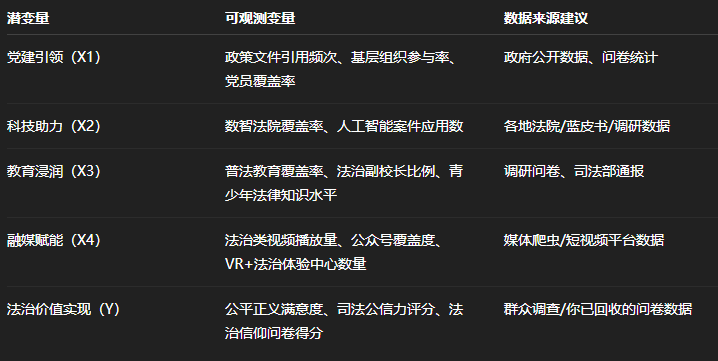 潜变量 可观测变量 数据来源建议
党建引领（X1） 政策文件引用频次、基层组织参与率、 政府公开数据、问卷统计
党员覆盖率
科技助力（X2） 数智法院覆盖率、人工智能案件应用数 各地法院/蓝皮书/调研数据
教育浸润（X3） 普法教育覆盖率、法治副校长比例、青 调研问卷、司法部通报
少年法律知识水平
融媒赋能（X4） 法治类视频播放量、公众号覆盖度、 媒体爬虫/短视频平台数据
VR+法治体验中心数量
法治价值实现（Y） 公平正义满意度、司法公信力评分、法 群众调查/你已回收的问卷数据
治信仰问卷得分